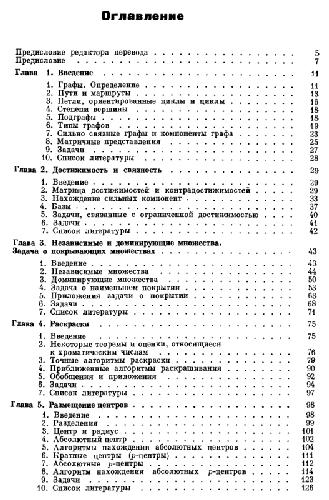 Оглавление
Предисловие редактора перевода . . . 5
Предисловие . . . 7
Глава 1. Введение . . . 11
1. Графы. Определение . . . 11
2. Пути и маршруты . . . 13
3. Петли, ориентированные циклы и циклы . . . 15
4. Степени вершины . . . 18
5. Подграфы . . . 18
6. Типы графов . . . 19
7. Сильно связные графы и компоненты графа . . . 23
8. Матричные представления . . . 25
9. Задачи . . . 27
10. Список литературы . . . 28
Глава 2. Достижимость и связность . . . 29
1. Введение . . . 29
2. Матрица достижимостей и контрадостижимостей . . . 29
3. Нахождение сильных компонент . . . 33
4. Базы . . . 37
5. Задачи, связанные с ограниченной достижимостью . . . 40
6. Задачи . . . 41
7. Список литературы . . . 42
Глава 3. Независимые и доминирующие множества.
Задача о покрывающих множествах . . . 43
1. Введение . . . 43
2. Независимые множества . . . 44
3. Доминирующие множества . . . 50
4. Задача о наименьшем покрытии . . . 53
5. Приложения задачи о покрытии . . . 63
6. Задачи . . . 68
7. Список литературы . . . 71
Глава 4. Раскраски . . . 75
1. Введение . . . 75
2. Некоторые теоремы и оценки, относящиеся
к хроматическим числам . . . 76
3. Точные алгоритмы раскраски . . . 79
4. Приближенные алгоритмы раскрашивания . . . 90
5. Обобщения и приложения . . . 92
6. Задачи . . . 94
7. Список литературы . . . 97
Глава 5. Размещение центров . . . 98
1. Введение . . . 98
2. Разделения . . . 99
3. Центр и радиус . . . 101
4. Абсолютный центр . . . 102
5. Алгоритмы нахождения абсолютных центров . . . 104
6. Кратные центры (p-центры) . . . 111
7. Абсолютные p-центры . . . 112
8. Алгоритм нахождения абсолютных p-центров . . . 114
9. Задачи . . . 123
10. Список литературы . . . 126